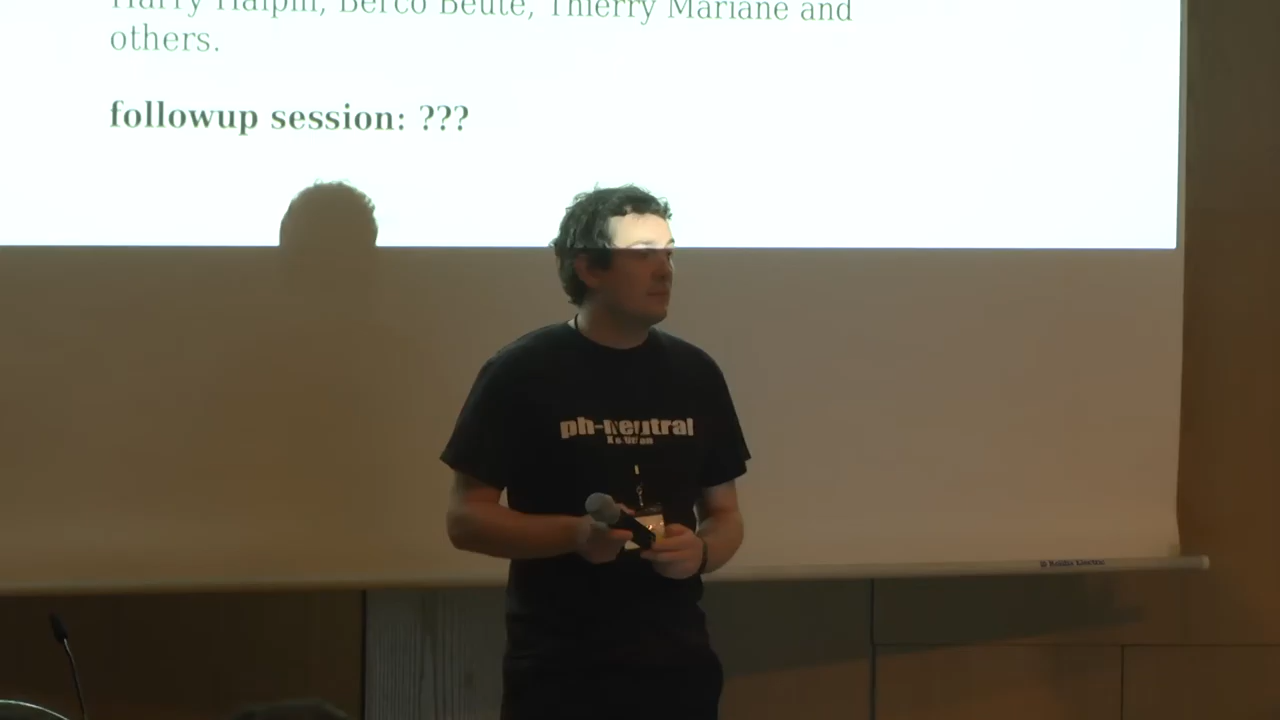 Harry Halpin, Berco Beute, Thierry Mariane and
others.
followup session: ???
ph-neutral